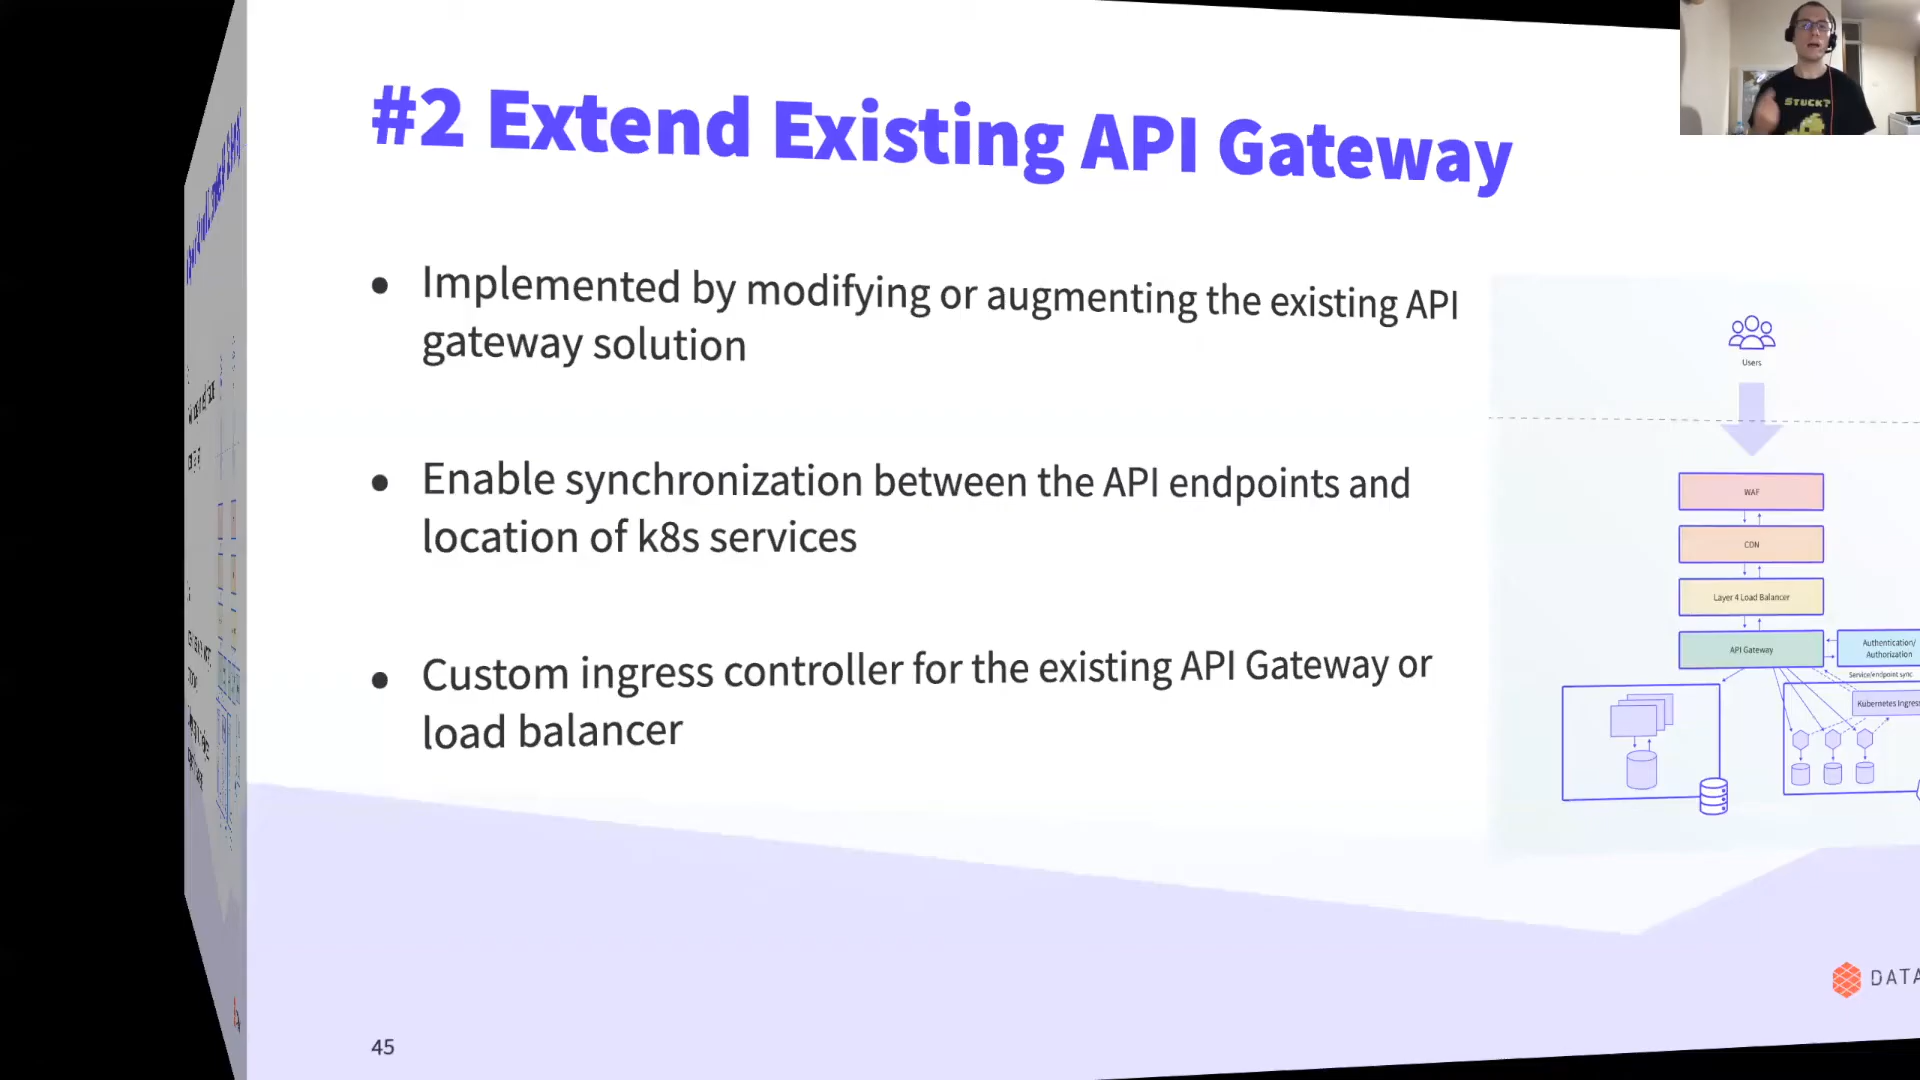 #2 Extend Existing API Gateway
STUCK?
● Implemented by modifying or augmenting the existing API
gateway solution
● Enable synchronization between the API endpoints and
location of k8s services
● Custom ingress controller for the existing API Gateway or
load balancer
Users
WAF
CDN
Layer 4 Load Balancer
API Gateway
Authentication/
Authorization
Service/endpoint sync
Kubernetes Ingress
DATA
45